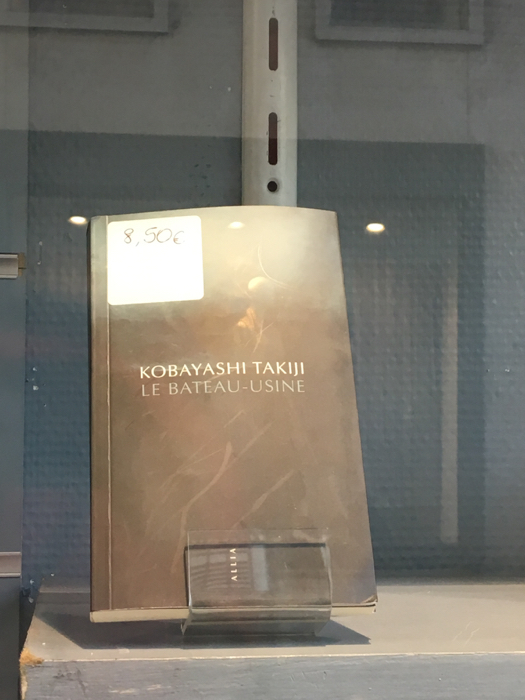 8,50€
KOBAYASHI TAKIJI
LE BATEAU-USINE
ALLIA